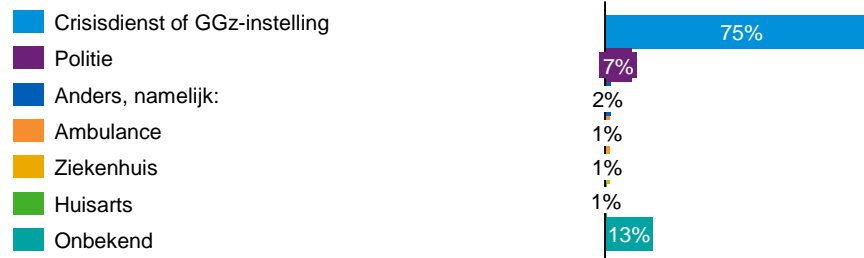 Crisisdienst of GGz-instelling 75%
Politie 7%
Anders, namelijk: 2%
Ambulance 1%
Ziekenhuis 1%
Huisarts 1%
Onbekend 13%